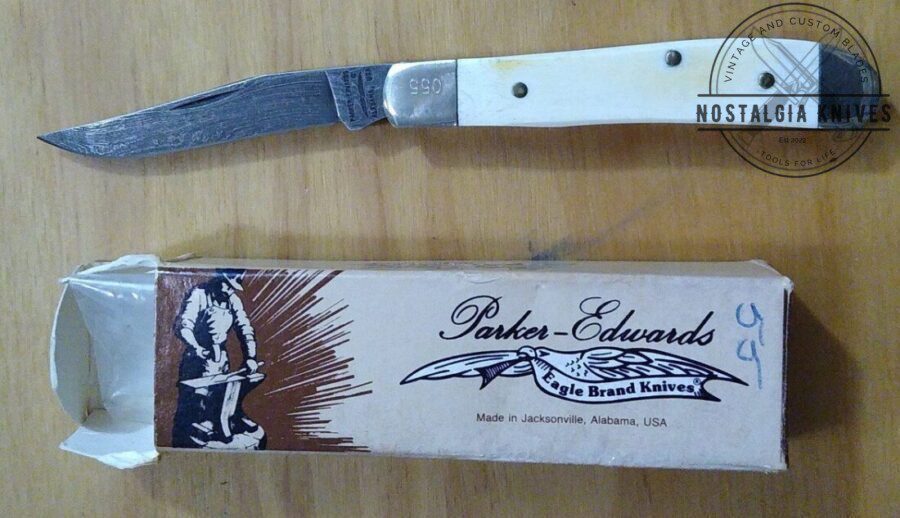 VINTAGE AND CUSTOM BLADES
NOSTALGIA KNIVES
EST 2022
TOOLS FOR LIFE
055
Parker-Edwards
Eagle Brand Knives®
Made in Jacksonville, Alabama, USA
55